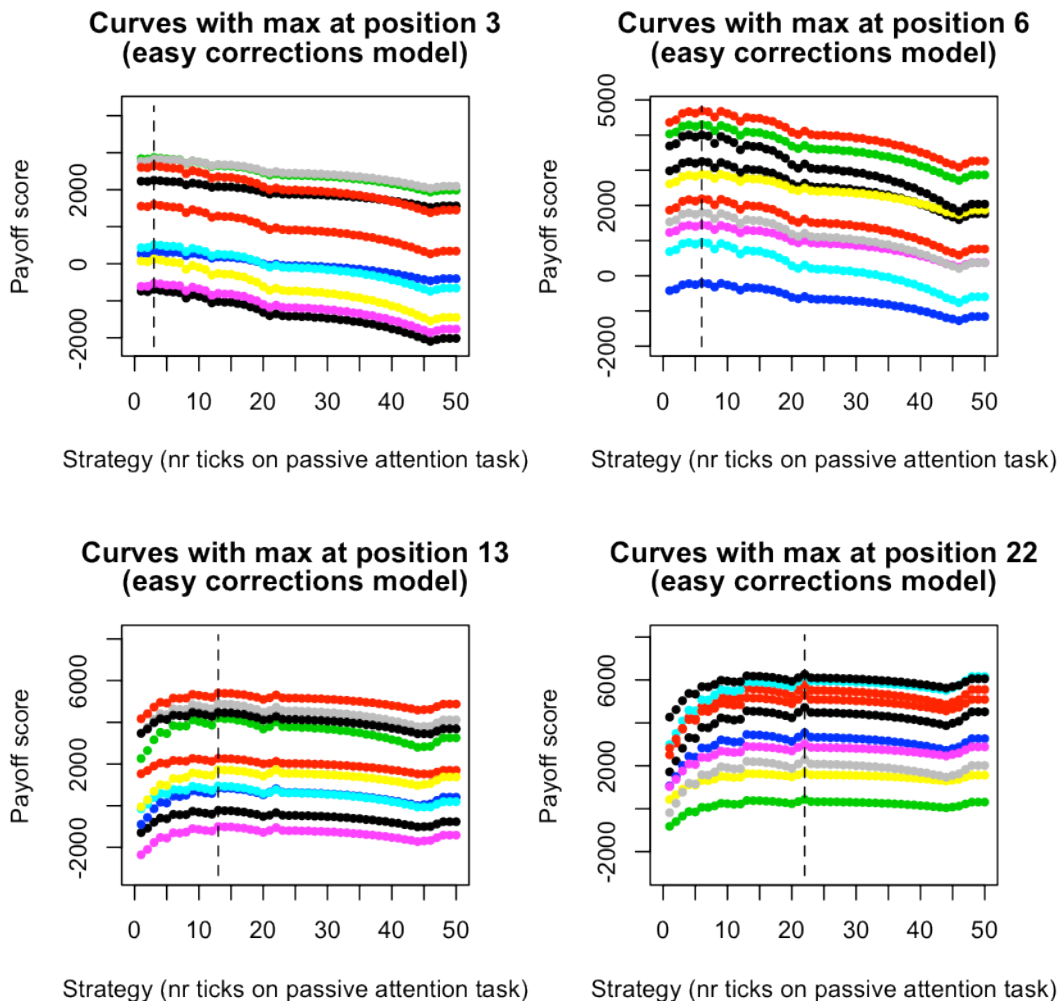 Curves with max at position 3
(easy corrections model)
Payoff score
2000
0
-2000
0 10 20 30 40 50
Strategy (nr ticks on passive attention task)
Curves with max at position 6
(easy corrections model)
Payoff score
5000
2000
0
-2000
0 10 20 30 40 50
Strategy (nr ticks on passive attention task)
Curves with max at position 13
(easy corrections model)
Payoff score
6000
2000
-2000
0 10 20 30 40 50
Strategy (nr ticks on passive attention task)
Curves with max at position 22
(easy corrections model)
Payoff score
6000
2000
-2000
0 10 20 30 40 50
Strategy (nr ticks on passive attention task)